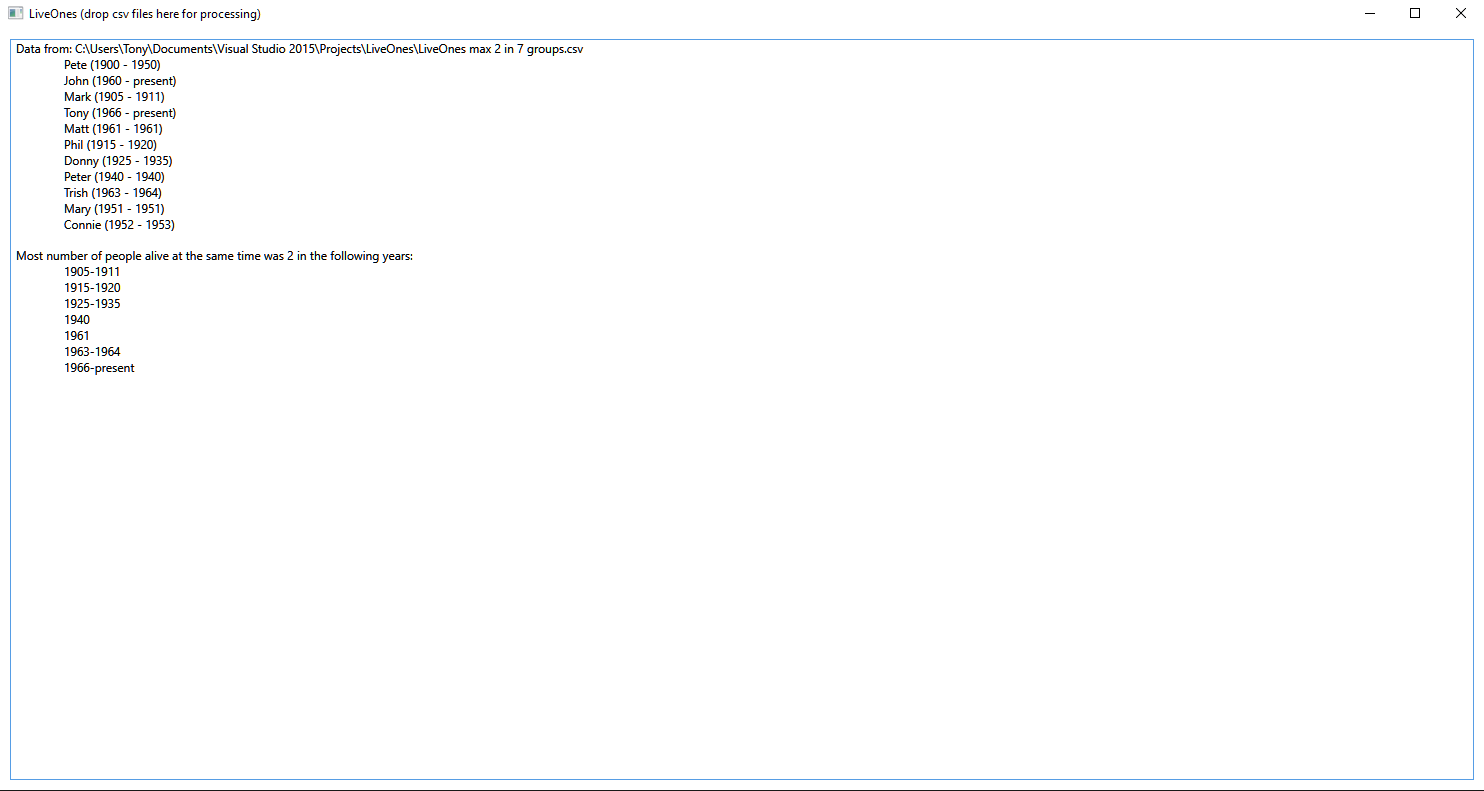 LiveOnes (drop csv files here for processing)
Data from: C:\Users\Tony\Documents\Visual Studio 2015\Projects\LiveOnes\LiveOnes max 2 in 7 groups.csv
Pete (1900 - 1950)
John (1960 - present)
Mark (1905 - 1911)
Tony (1966 - present)
Matt (1961 - 1961)
Phil (1915 - 1920)
Donny (1925 - 1935)
Peter (1940 - 1940)
Trish (1963 - 1964)
Mary (1951 - 1951)
Connie (1952 - 1953)
Most number of people alive at the same time was 2 in the following years:
1905-1911
1915-1920
1925-1935
1940
1961
1963-1964
1966-present